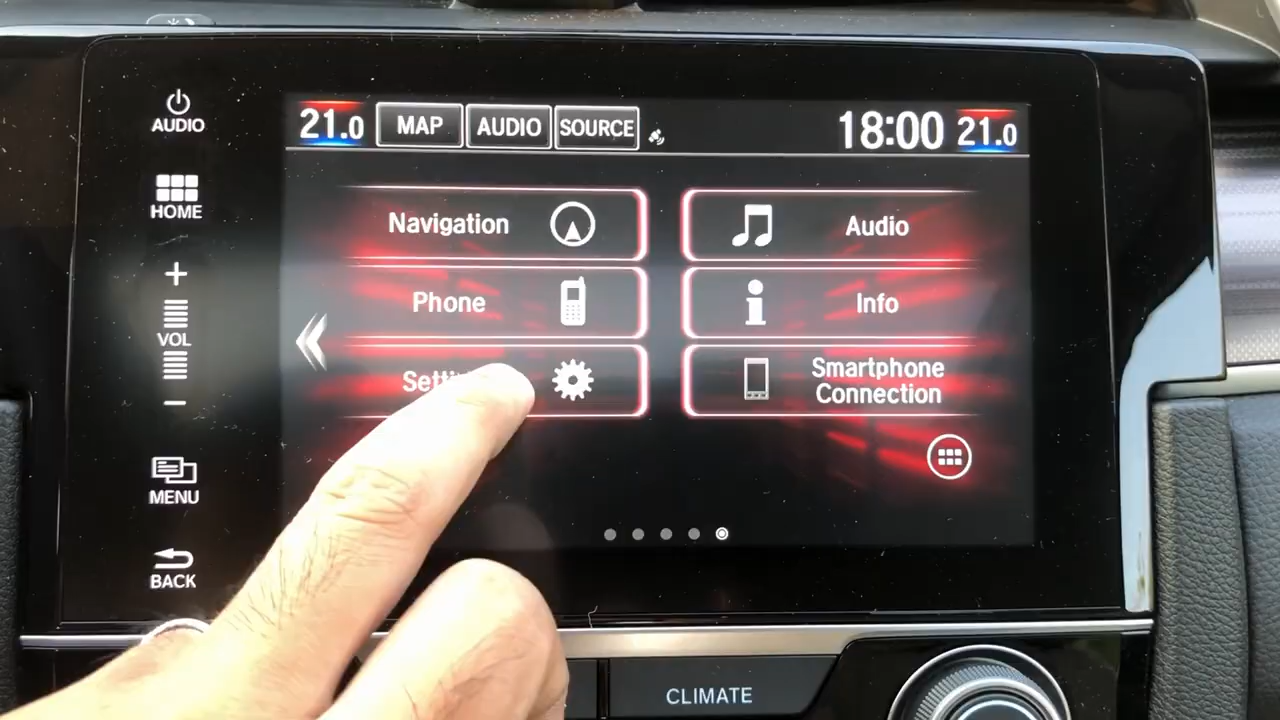 AUDIO
HOME
VOL
MENU
BACK
21.0 MAP AUDIO SOURCE 18:00 21.0
Navigation
Audio
Phone
Info
Smartphone
Connection
CLIMATE